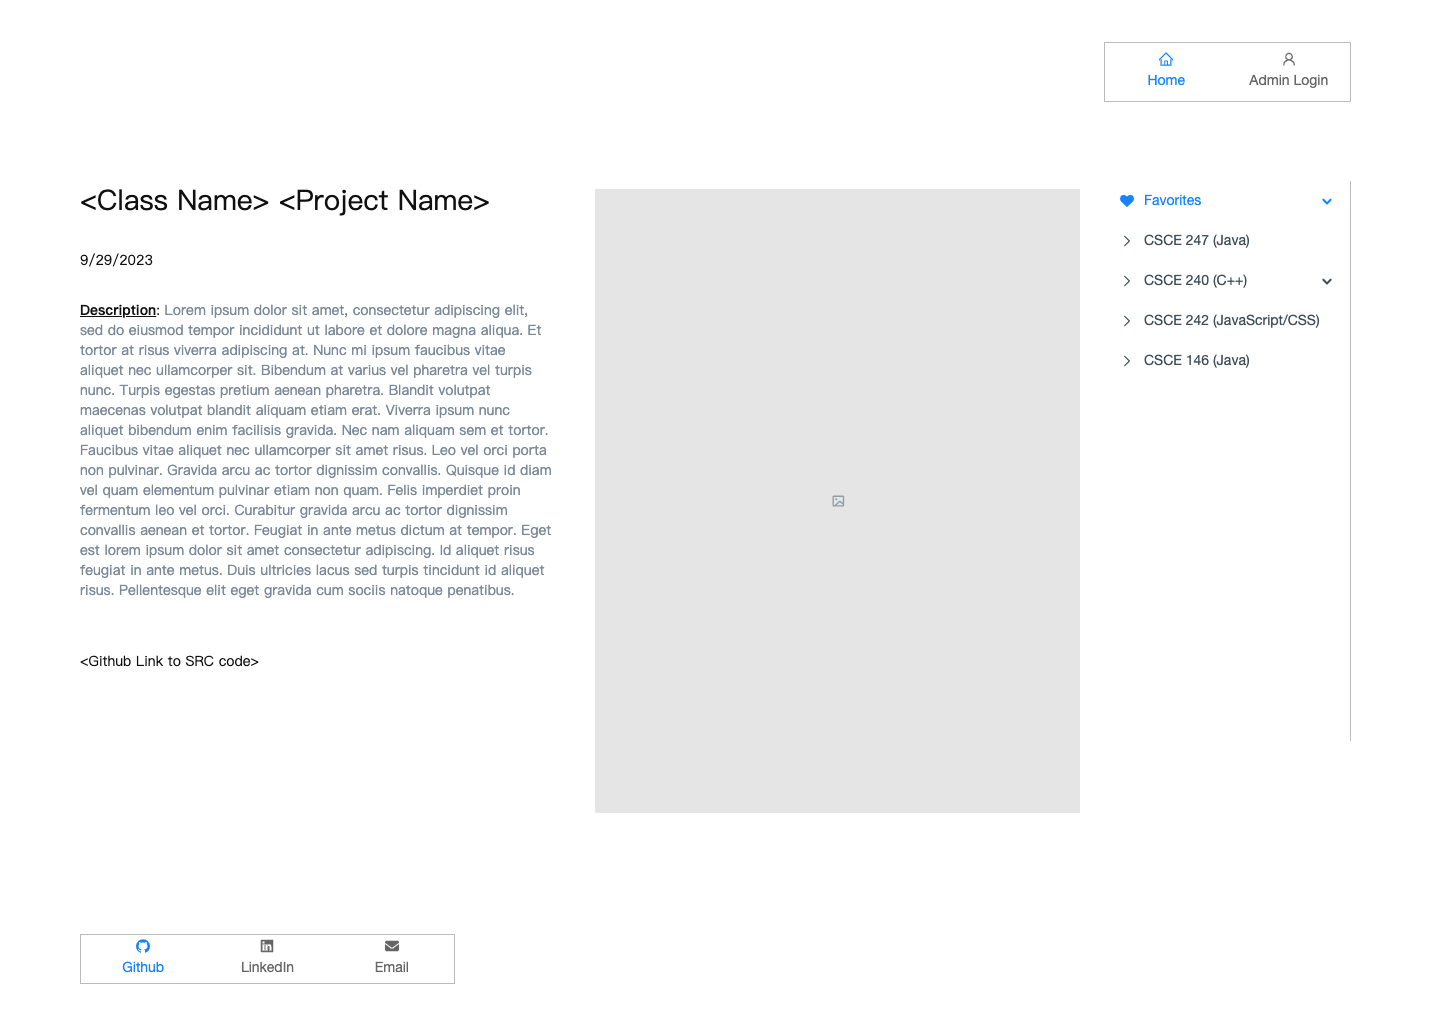 Home
Admin Login
<Class Name> <Project Name>
9/29/2023
Description: Lorem ipsum dolor sit amet, consectetur adipiscing elit,
sed do eiusmod tempor incididunt ut labore et dolore magna aliqua. Et
tortor at risus viverra adipiscing at. Nunc mi ipsum faucibus vitae
aliquet nec ullamcorper sit. Bibendum at varius vel pharetra vel turpis
nunc. Turpis egestas pretium aenean pharetra. Blandit volutpat
maecenas volutpat blandit aliquam etiam erat. Viverra ipsum nunc
aliquet bibendum enim facilisis gravida. Nec nam aliquam sem et tortor.
Faucibus vitae aliquet nec ullamcorper sit amet risus. Leo vel orci porta
non pulvinar. Gravida arcu ac tortor dignissim convallis. Quisque id diam
vel quam elementum pulvinar etiam non quam. Felis imperdiet proin
fermentum leo vel orci. Curabitur gravida arcu ac tortor dignissim
convallis aenean et tortor. Feugiat in ante metus dictum at tempor. Eget
est lorem ipsum dolor sit amet consectetur adipiscing. Id aliquet risus
feugiat in ante metus. Duis ultricies lacus sed turpis tincidunt id aliquet
risus. Pellentesque elit eget gravida cum sociis natoque penatibus.
<Github Link to SRC code>
Favorites
CSCE 247 (Java)
CSCE 240 (C++)
CSCE 242 (JavaScript/CSS)
CSCE 146 (Java)
Github
LinkedIn
Email